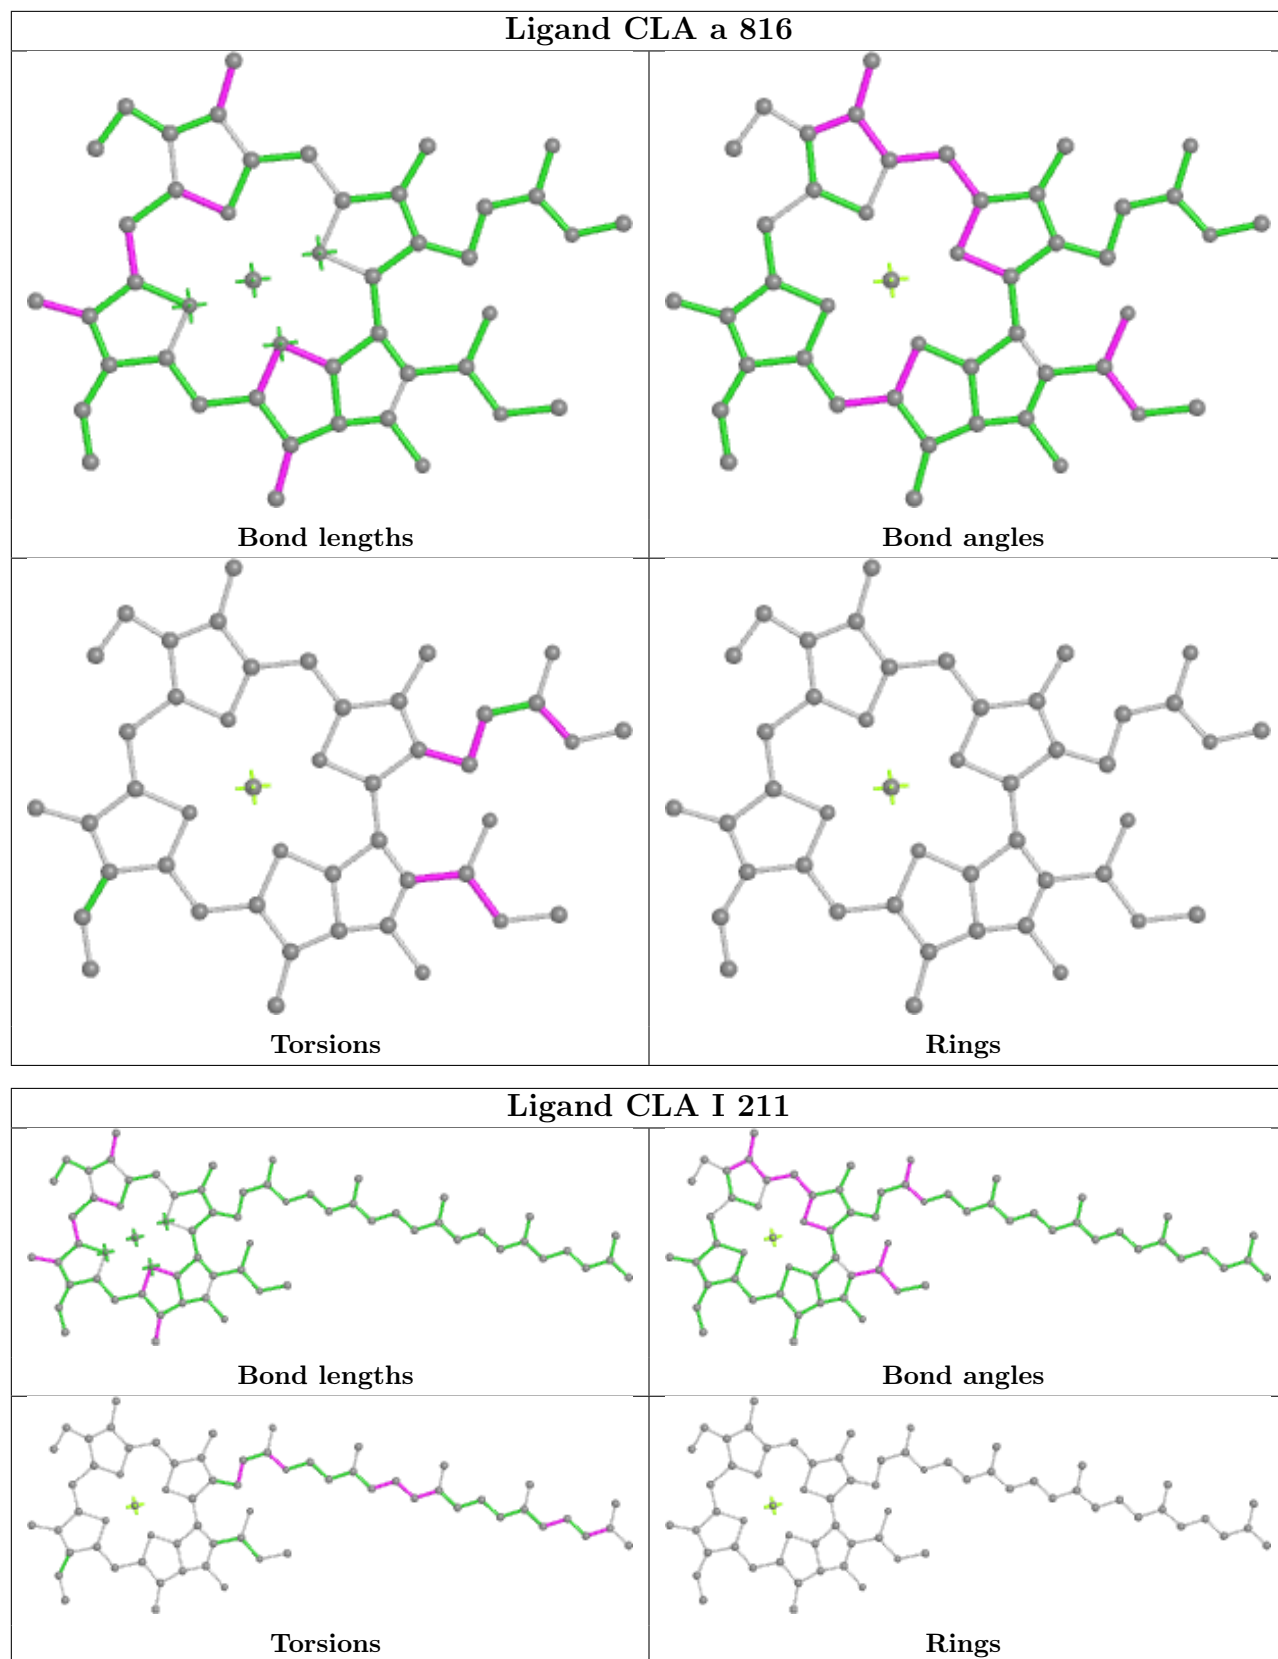 Ligand CLA a 816
Bond lengths
Bond angles
Torsions
Rings
Ligand CLA I 211
Bond lengths
Bond angles
Torsions
Rings